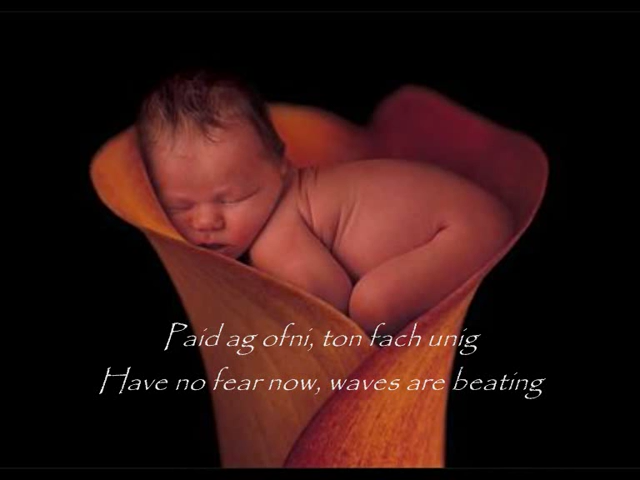 Paid ag ofni, ton fach unig
Have no fear now, waves are beating